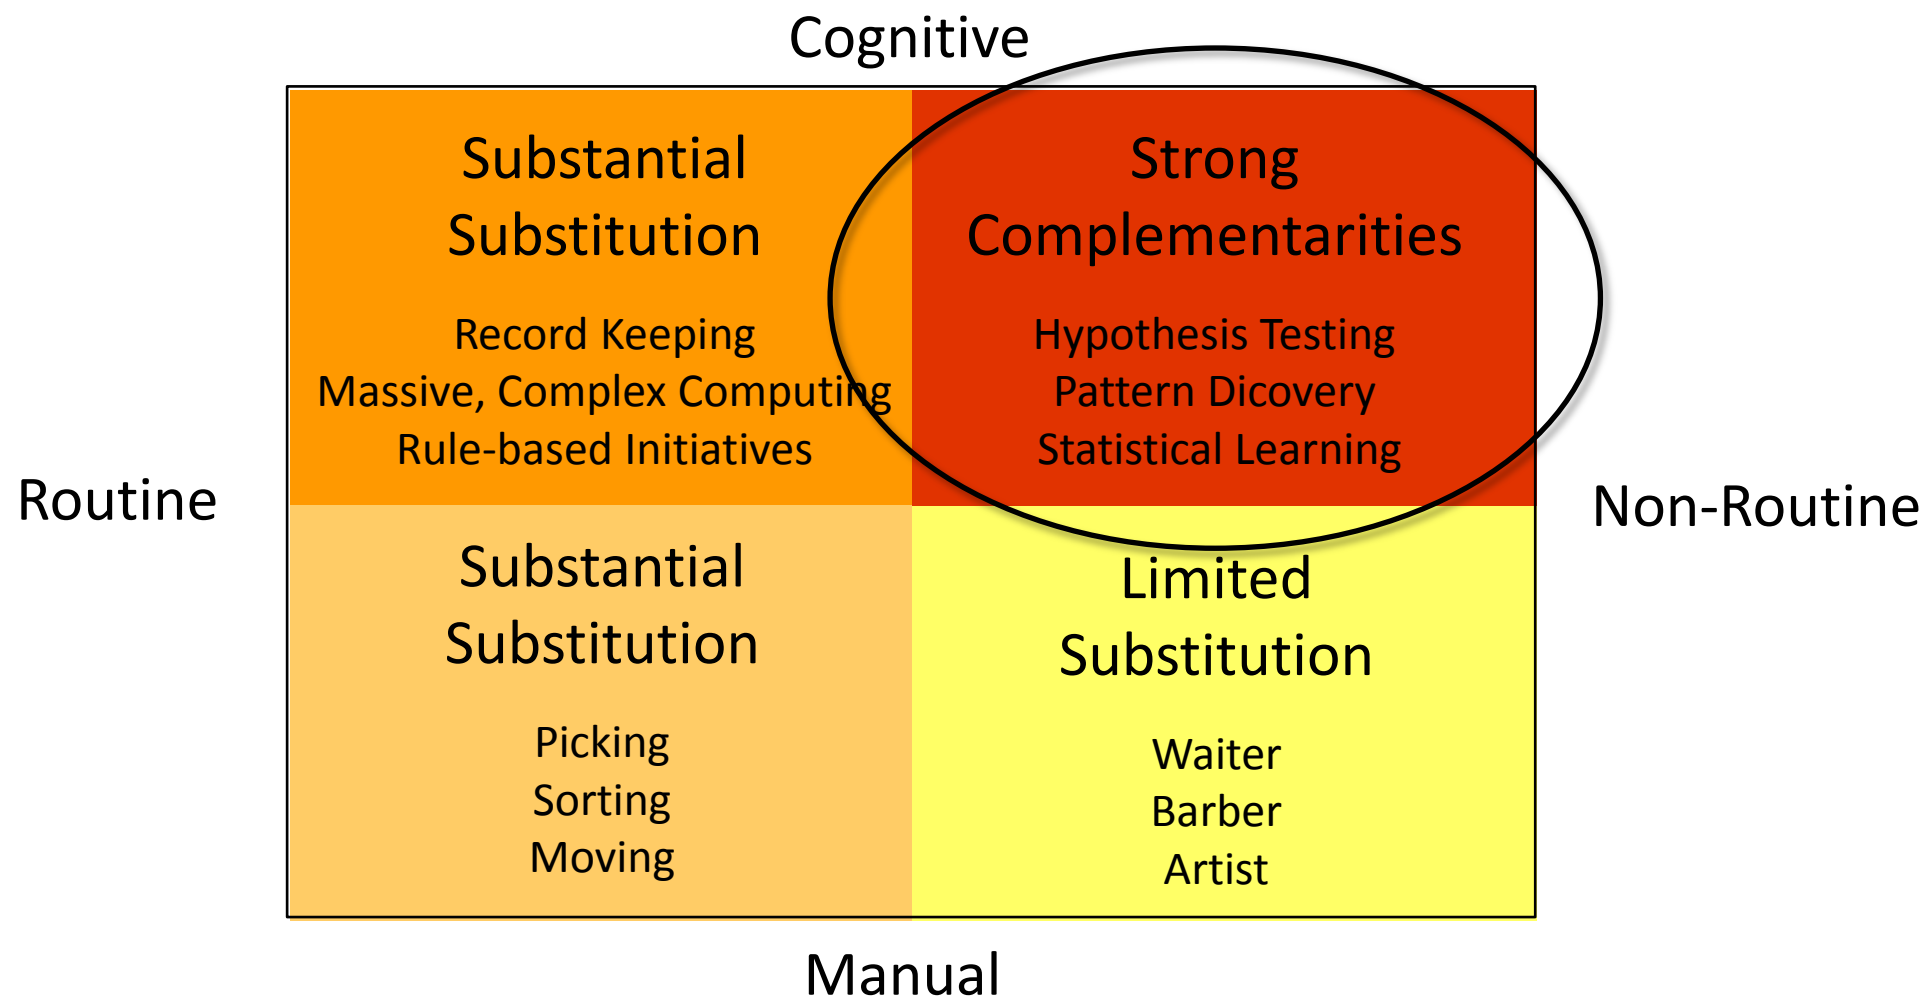 Cognitive
Substantial
Substitution
Record Keeping
Massive, Complex Computing
Rule-based Initiatives
Strong
Complementarities
Hypothesis Testing
Pattern Dicovery
Statistical Learning
Routine
Non-Routine
Substantial
Substitution
Picking
Sorting
Moving
Limited
Substitution
Waiter
Barber
Artist
Manual